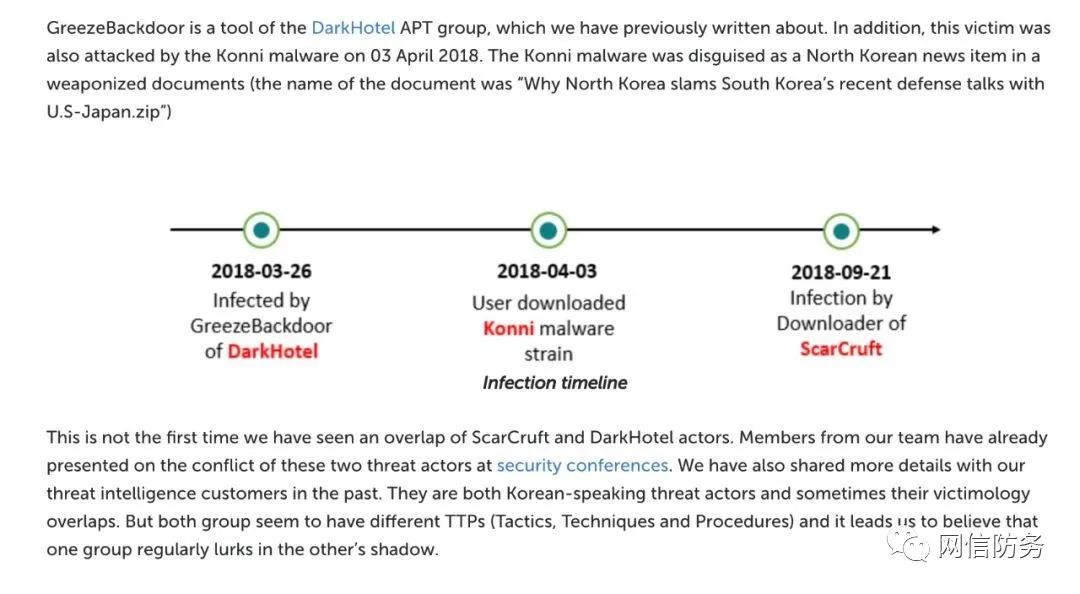 GreezeBackdoor is a tool of the DarkHotel APT group, which we have previously written about. In addition, this victim was
also attacked by the Konni malware on 03 April 2018. The Konni malware was disguised as a North Korean news item in a
weaponized documents (the name of the document was “Why North Korea slams South Korea’s recent defense talks with
U.S-Japan.zip”)
2018-03-26
Infected by
GreezeBackdoor
of DarkHotel
2018-04-03
User downloaded
Konni malware
strain
2018-09-21
Infection by
Downloader of
ScarCruft
Infection timeline
This is not the first time we have seen an overlap of ScarCruft and DarkHotel actors. Members from our team have already
presented on the conflict of these two threat actors at security conferences. We have also shared more details with our
threat intelligence customers in the past. They are both Korean-speaking threat actors and sometimes their victimology
overlaps. But both group seem to have different TTPs (Tactics, Techniques and Procedures) and it leads us to believe that
one group regularly lurks in the other’s shadow.
网信防务